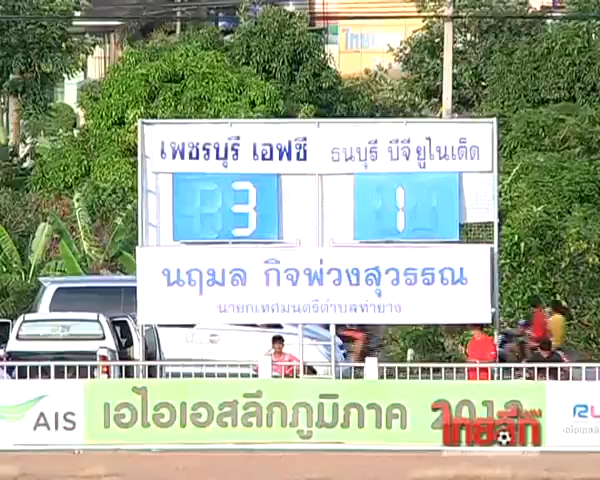 เพชรบุรี เอฟซี ธนบุรี บีจี ยูไนเต็ด
3 1
นฤมล กิจพ่วงสุวรรณ
นายกเทศมนตรีตำบลท่ายาง
AIS เอไอเอสลีกภูมิภาค 2013
ไทยลีก